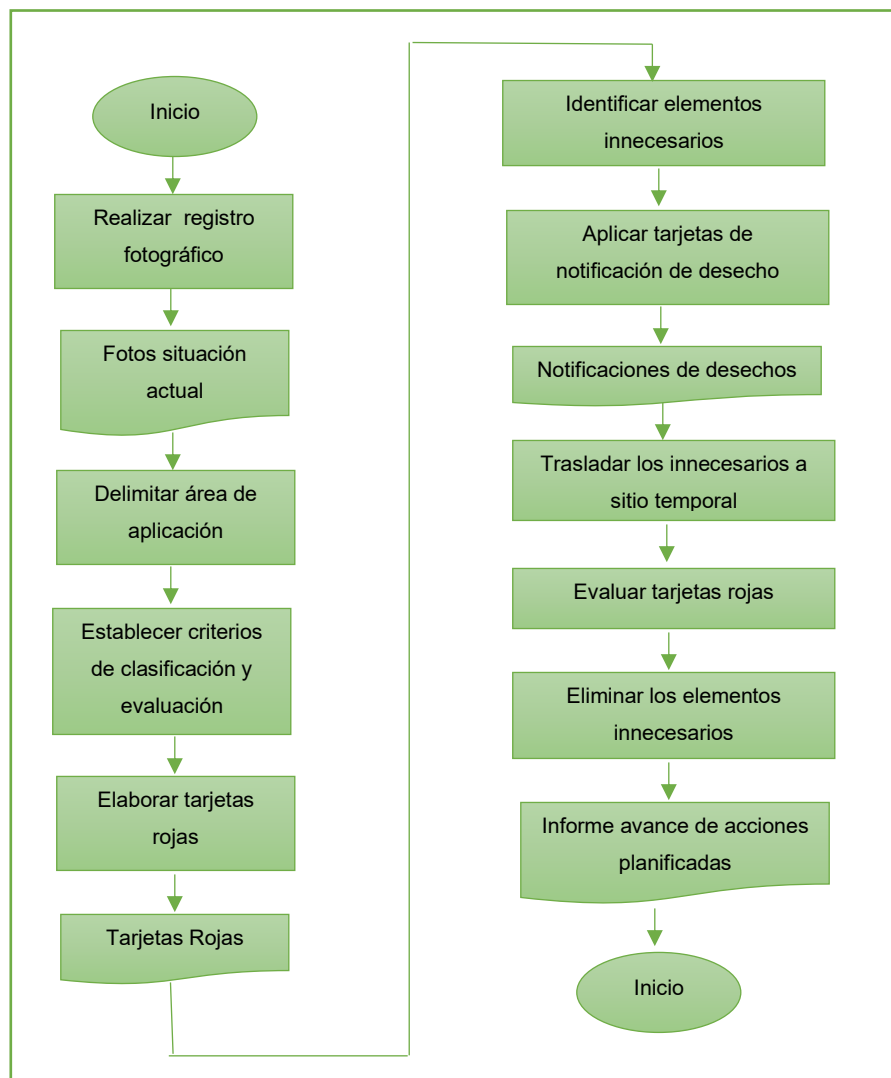 Inicio
Realizar registro
fotográfico
Fotos situación
actual
Delimitar área de
aplicación
Establecer criterios
de clasificación y
evaluación
Elaborar tarjetas
rojas
Tarjetas Rojas
Identificar elementos
innecesarios
Aplicar tarjetas de
notificación de desecho
Notificaciones de desechos
Trasladar los innecesarios a
sitio temporal
Evaluar tarjetas rojas
Eliminar los elementos
innecesarios
Informe avance de acciones
planificadas
Inicio